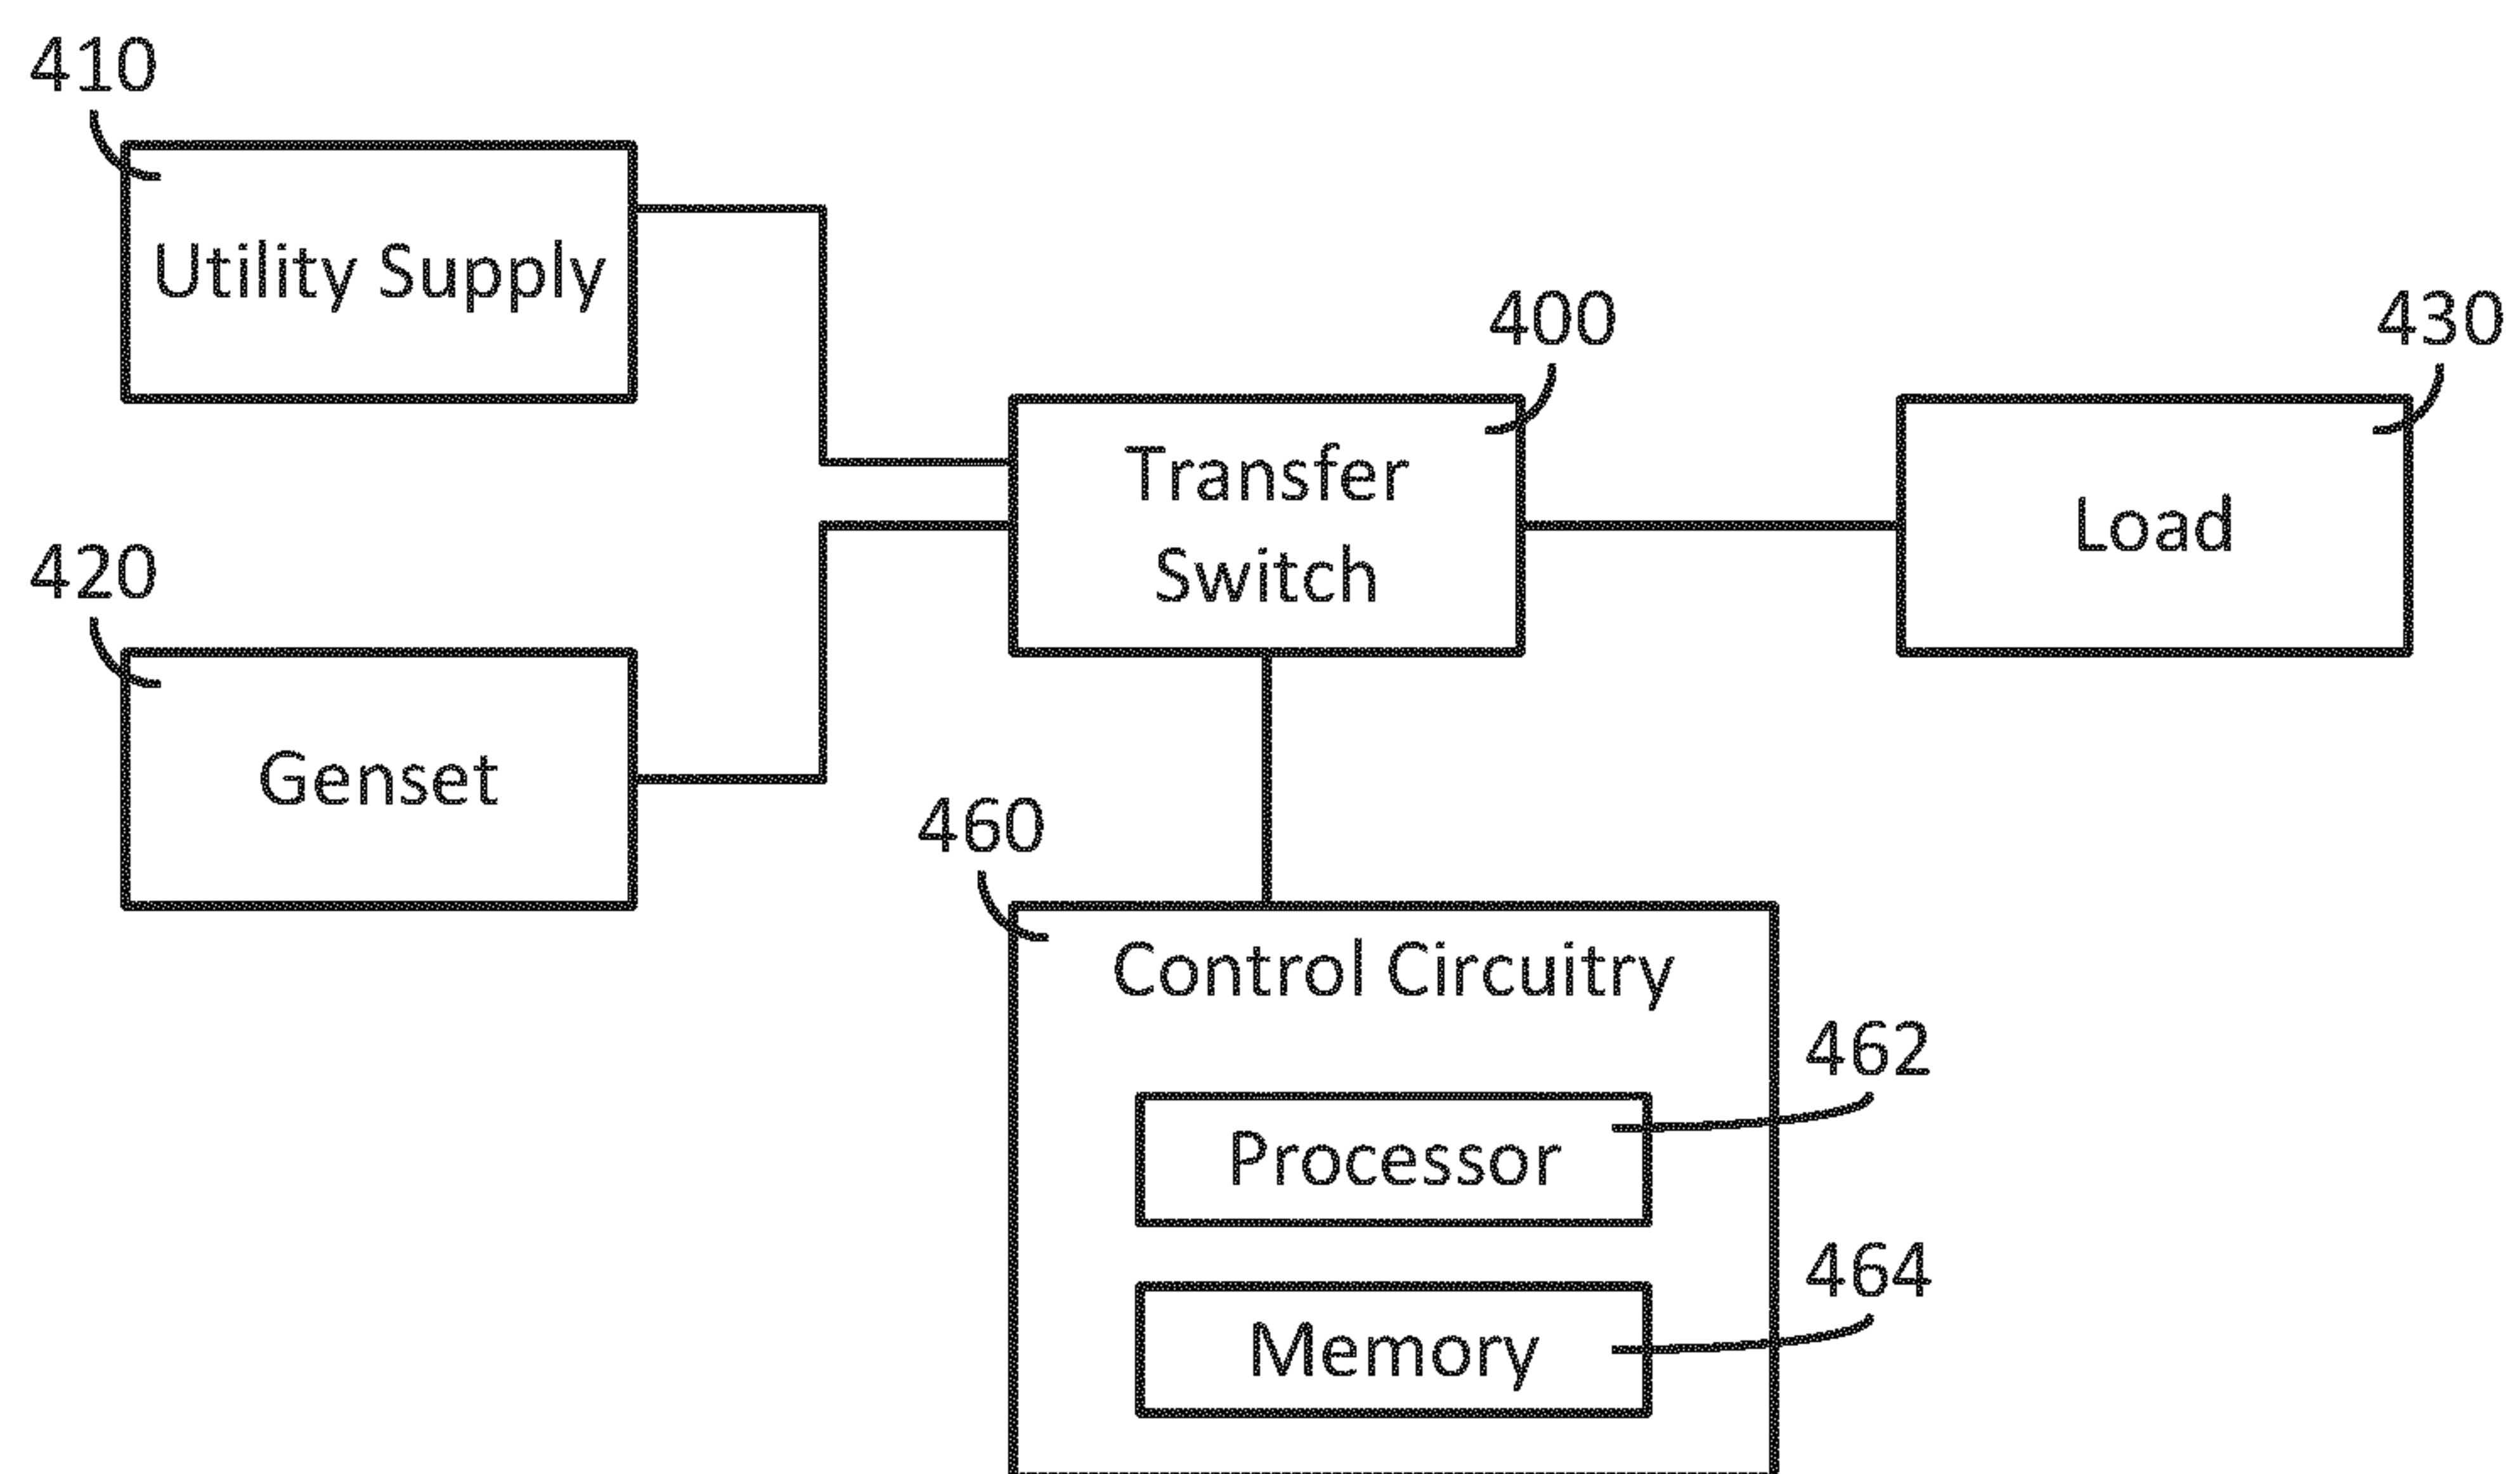 410
Utility Supply
400
430
Transfer
Switch
Load
420
Genset
460
Control Circuitry
462
Processor
464
Memory